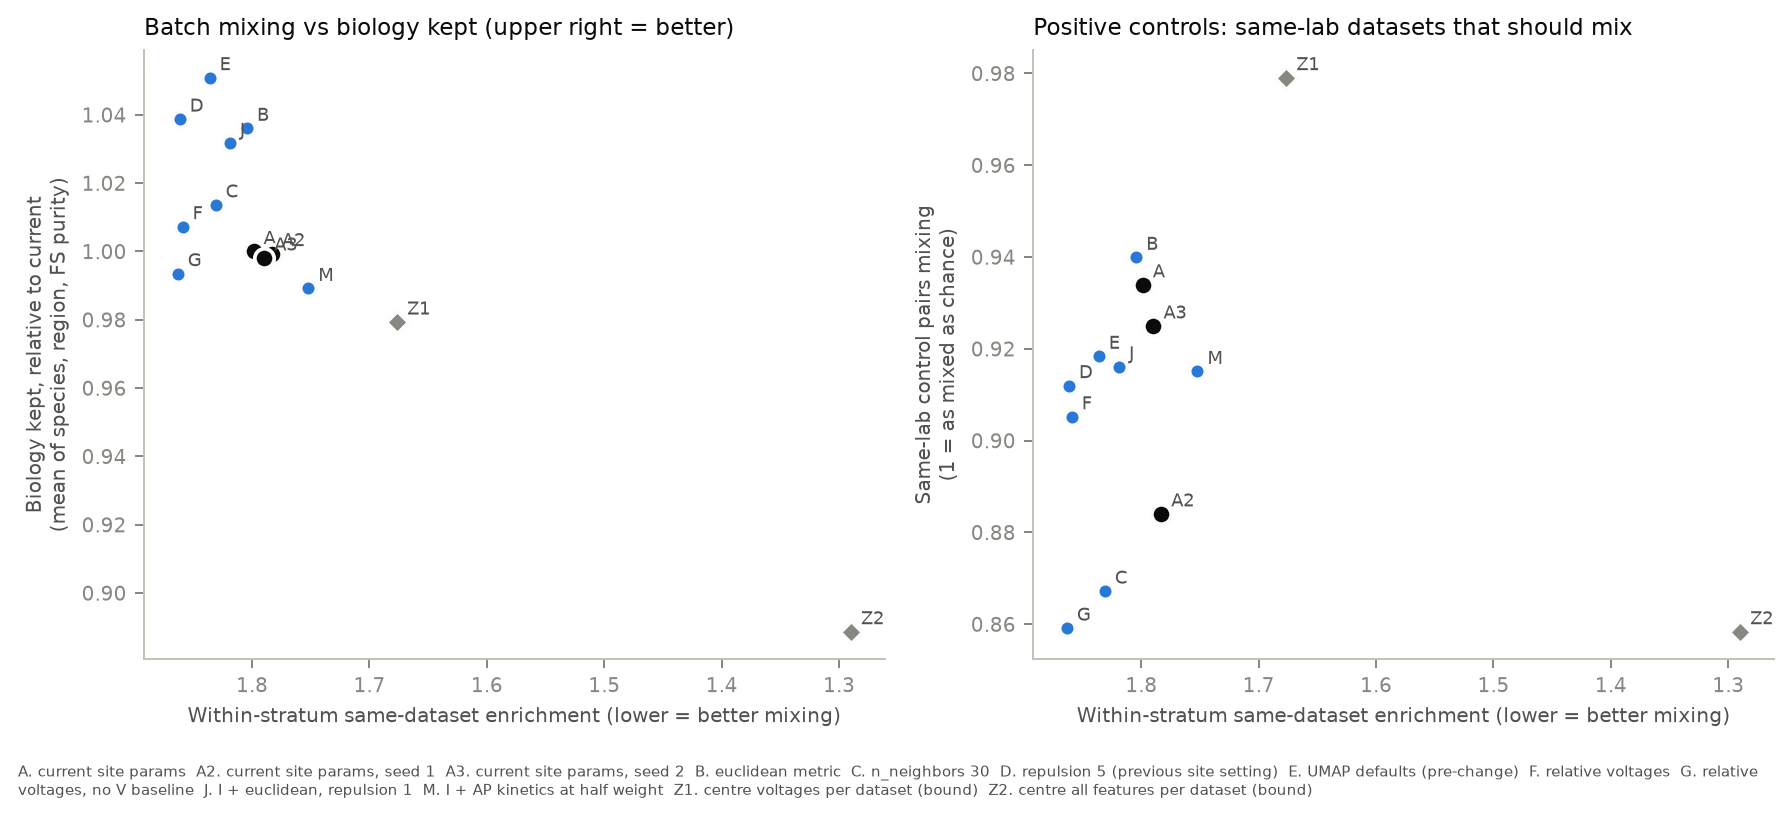 Batch mixing vs biology kept (upper right = better)
Biology kept, relative to current
(mean of species, region, FS purity)
1.04
1.02
1.00
0.98
0.96
0.94
0.92
0.90
E
D
B
J
C
F
A
A2
A3
G
M
Z1
Z2
1.8
1.7
1.6
1.5
1.4
1.3
Within-stratum same-dataset enrichment (lower = better mixing)
Positive controls: same-lab datasets that should mix
Same-lab control pairs mixing
(1 = as mixed as chance)
0.98
0.96
0.94
0.92
0.90
0.88
0.86
Z1
B
A
A3
E
J
M
D
F
A2
C
G
Z2
1.8
1.7
1.6
1.5
1.4
1.3
Within-stratum same-dataset enrichment (lower = better mixing)
A. current site params  A2. current site params, seed 1  A3. current site params, seed 2  B. euclidean metric  C. n_neighbors 30  D. repulsion 5 (previous site setting)  E. UMAP defaults (pre-change)  F. relative voltages  G. relative
voltages, no V baseline  J. I + euclidean, repulsion 1  M. I + AP kinetics at half weight  Z1. centre voltages per dataset (bound)  Z2. centre all features per dataset (bound)